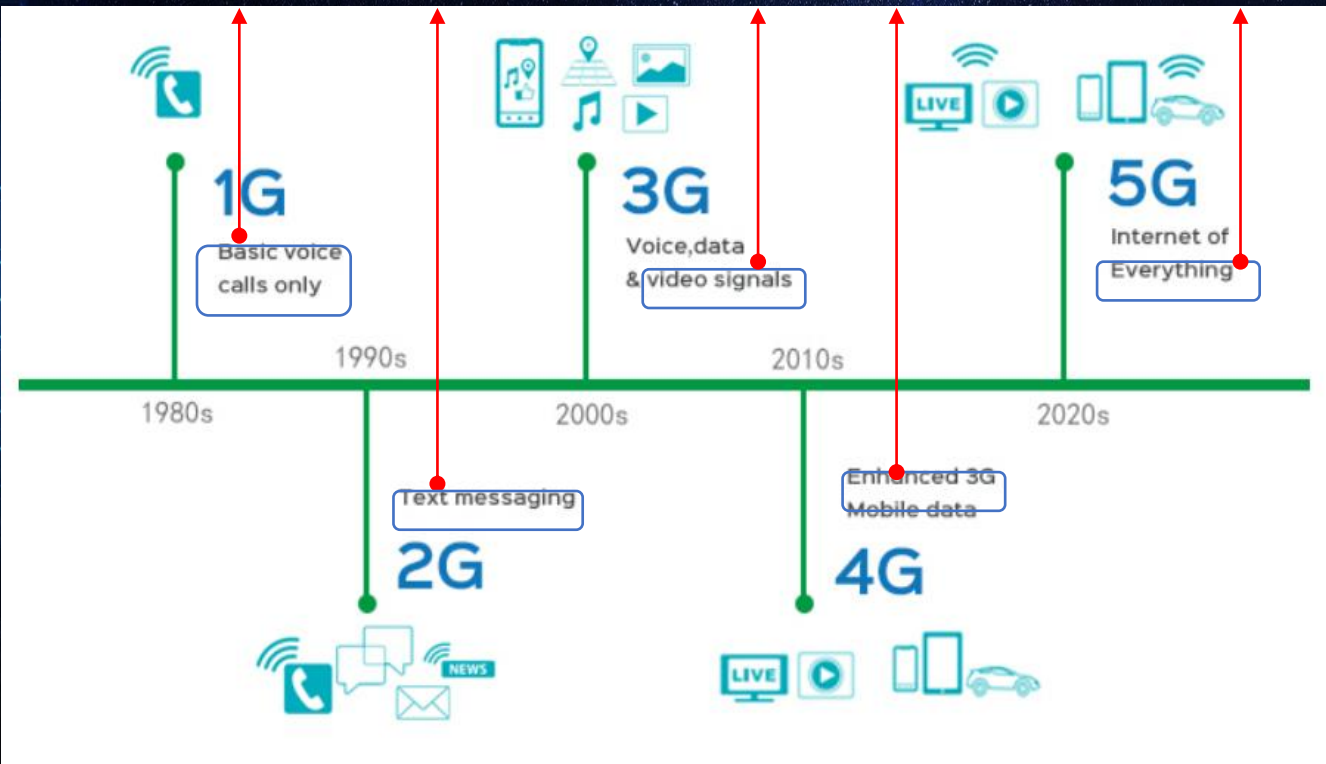 1G
Basic voice
calls only
3G
Voice,data
& video signals
LIVE
5G
Internet of
Everything
1990s
2010s
1980s
2000s
2020s
Text messaging
2G
NEWS
Enhanced 3G
Mobile data
4G
LIVE